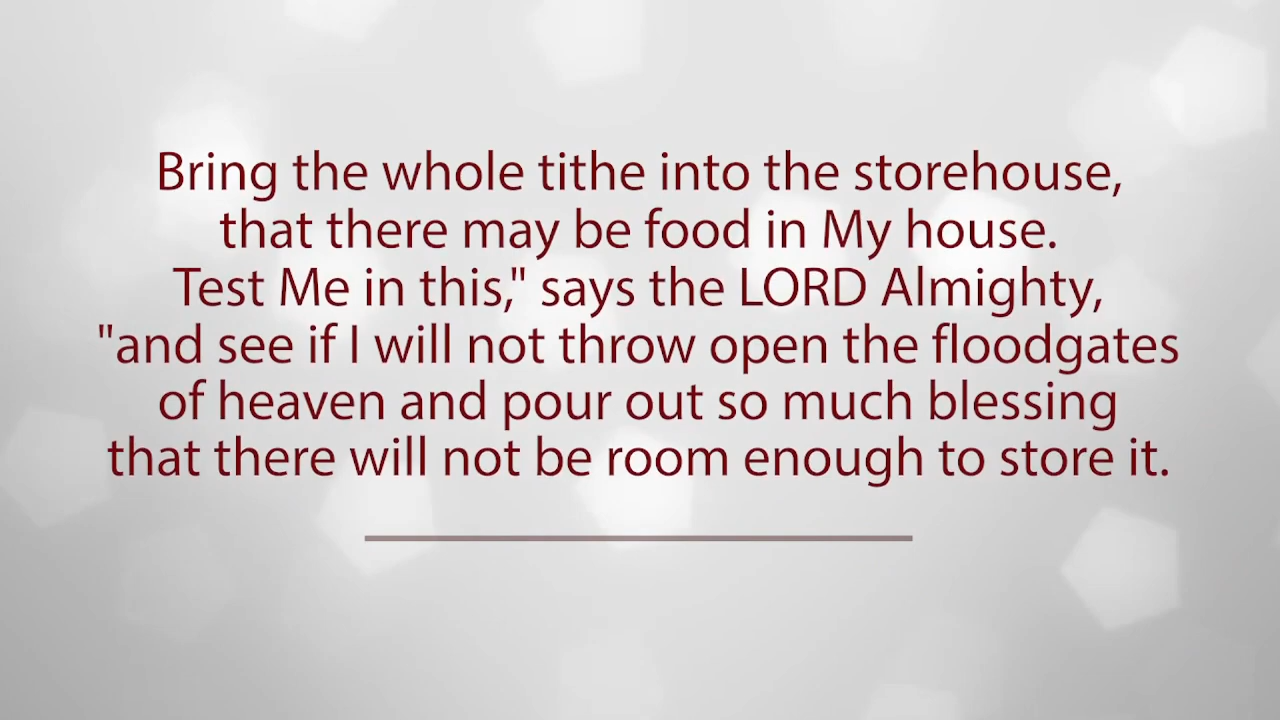 Bring the whole tithe into the storehouse,
that there may be food in My house.
Test Me in this," says the LORD Almighty,
"and see if I will not throw open the floodgates
of heaven and pour out so much blessing
that there will not be room enough to store it.